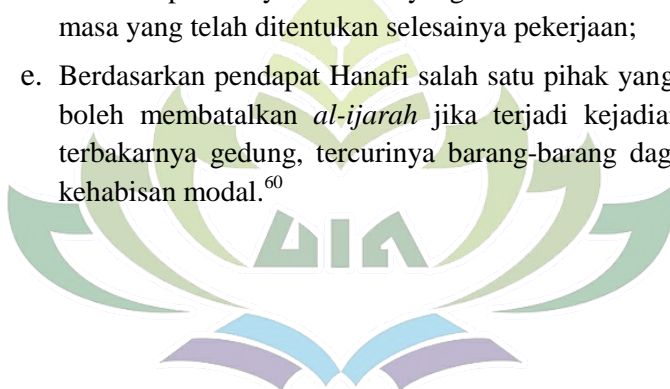 masa yang telah ditentukan selesainya pekerjaan;
e. Berdasarkan pendapat Hanafi salah satu pihak yang
boleh membatalkan al-ijarah jika terjadi kejadian
terbakarnya gedung, tercurinya barang-barang dag
kehabisan modal.60
UIN